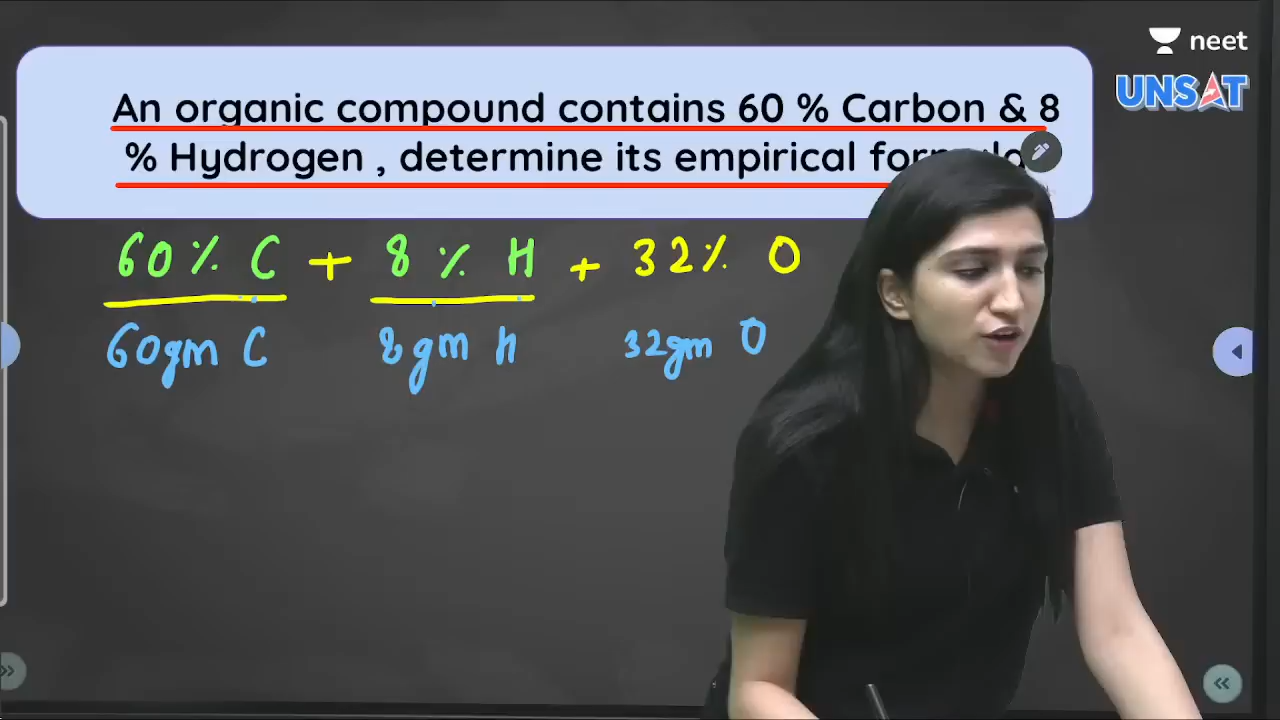 neet
UNSAT
An organic compound contains 60 % Carbon & 8
% Hydrogen , determine its empirical
60 % C + 8 % H + 32 % O
60gm C 8gm H 32gm O